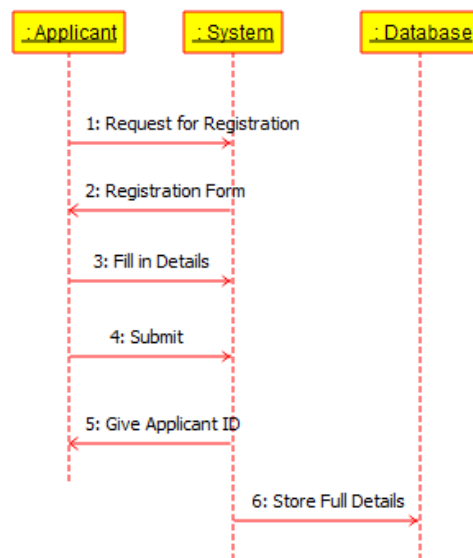 : Applicant
: System
: Database
1: Request for Registration
2: Registration Form
3: Fill in Details
4: Submit
5: Give Applicant ID
6: Store Full Details